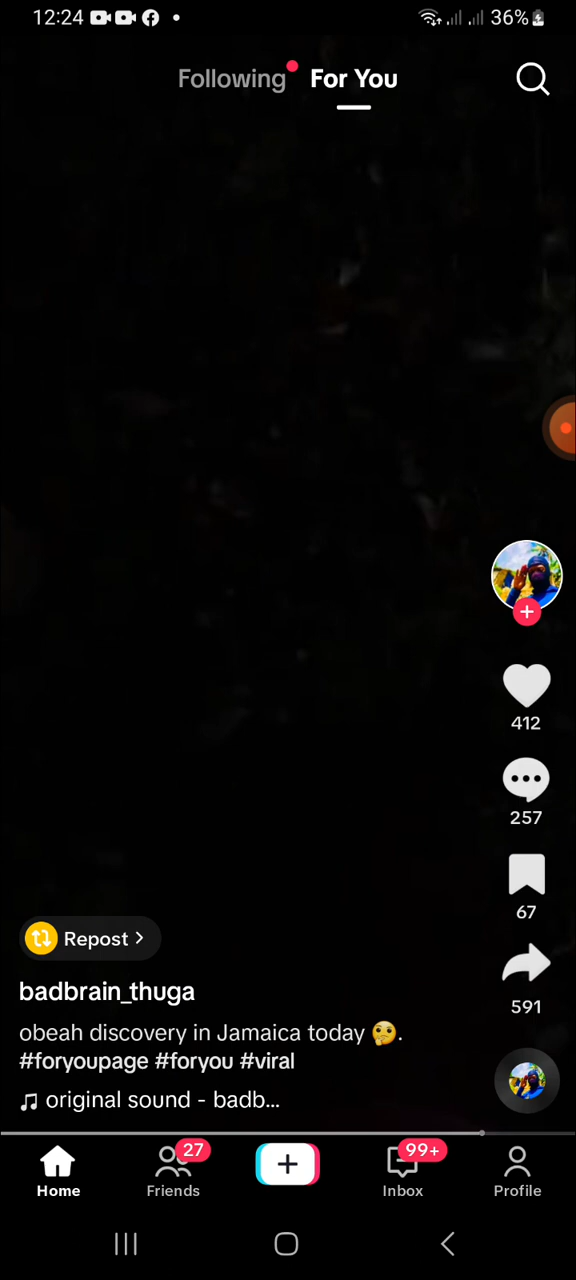 12:24
36%
Following
For You
412
257
67
Repost
591
badbrain_thuga
obeah discovery in Jamaica today 🤔.
#foryoupage #foryou #viral
original sound - badb...
27
99+
Home
Friends
Inbox
Profile